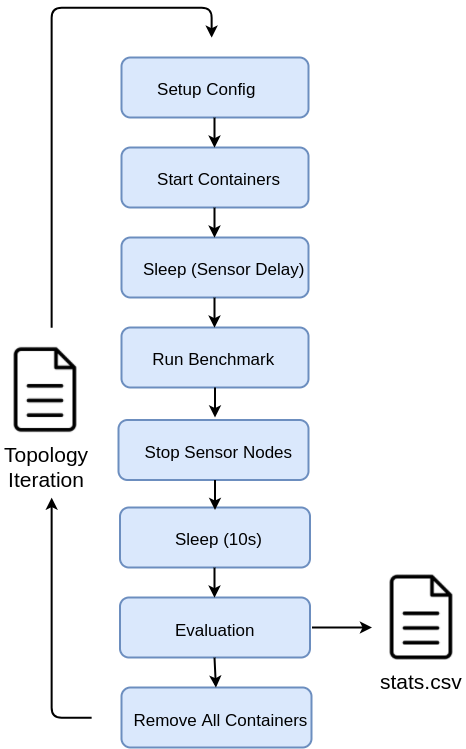 Setup Config
Start Containers
Sleep (Sensor Delay)
Run Benchmark
Topology
Iteration
Stop Sensor Nodes
Sleep (10s)
Evaluation
stats.csv
Remove All Containers